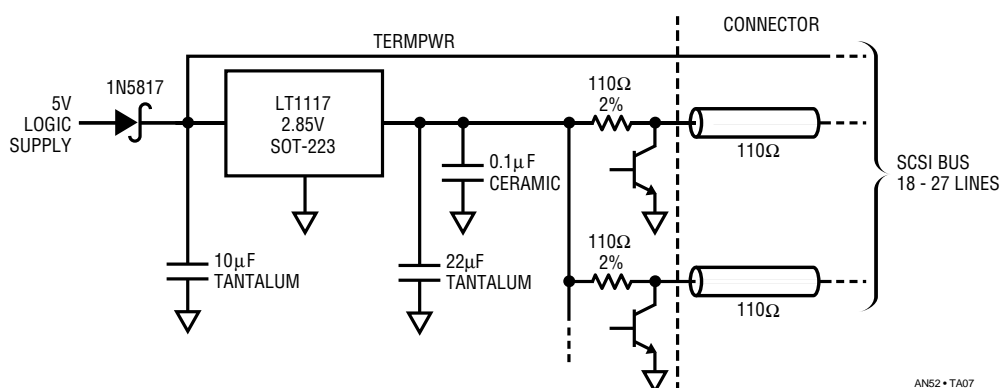 CONNECTOR
TERMPWR
1N5817
5V
LOGIC
SUPPLY
LT1117
2.85V
SOT-223
110Ω
2%
110Ω
0.1µF
CERAMIC
SCSI BUS
18 - 27 LINES
10µF
TANTALUM
22µF
TANTALUM
110Ω
2%
110Ω
AN52 • TA07